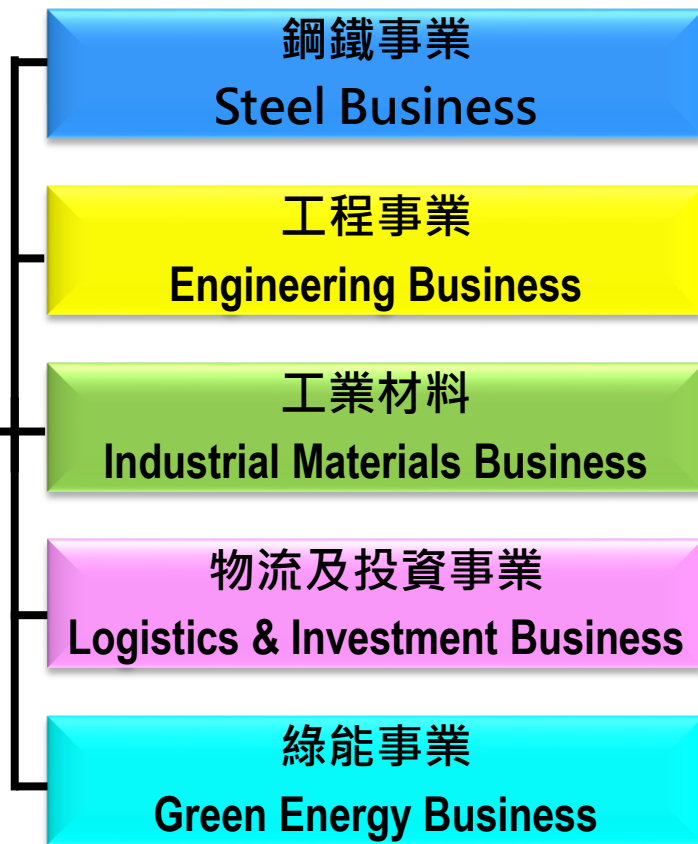 鋼鐵事業
Steel Business
工程事業
Engineering Business
工業材料
Industrial Materials Business
物流及投資事業
Logistics & Investment Business
綠能事業
Green Energy Business